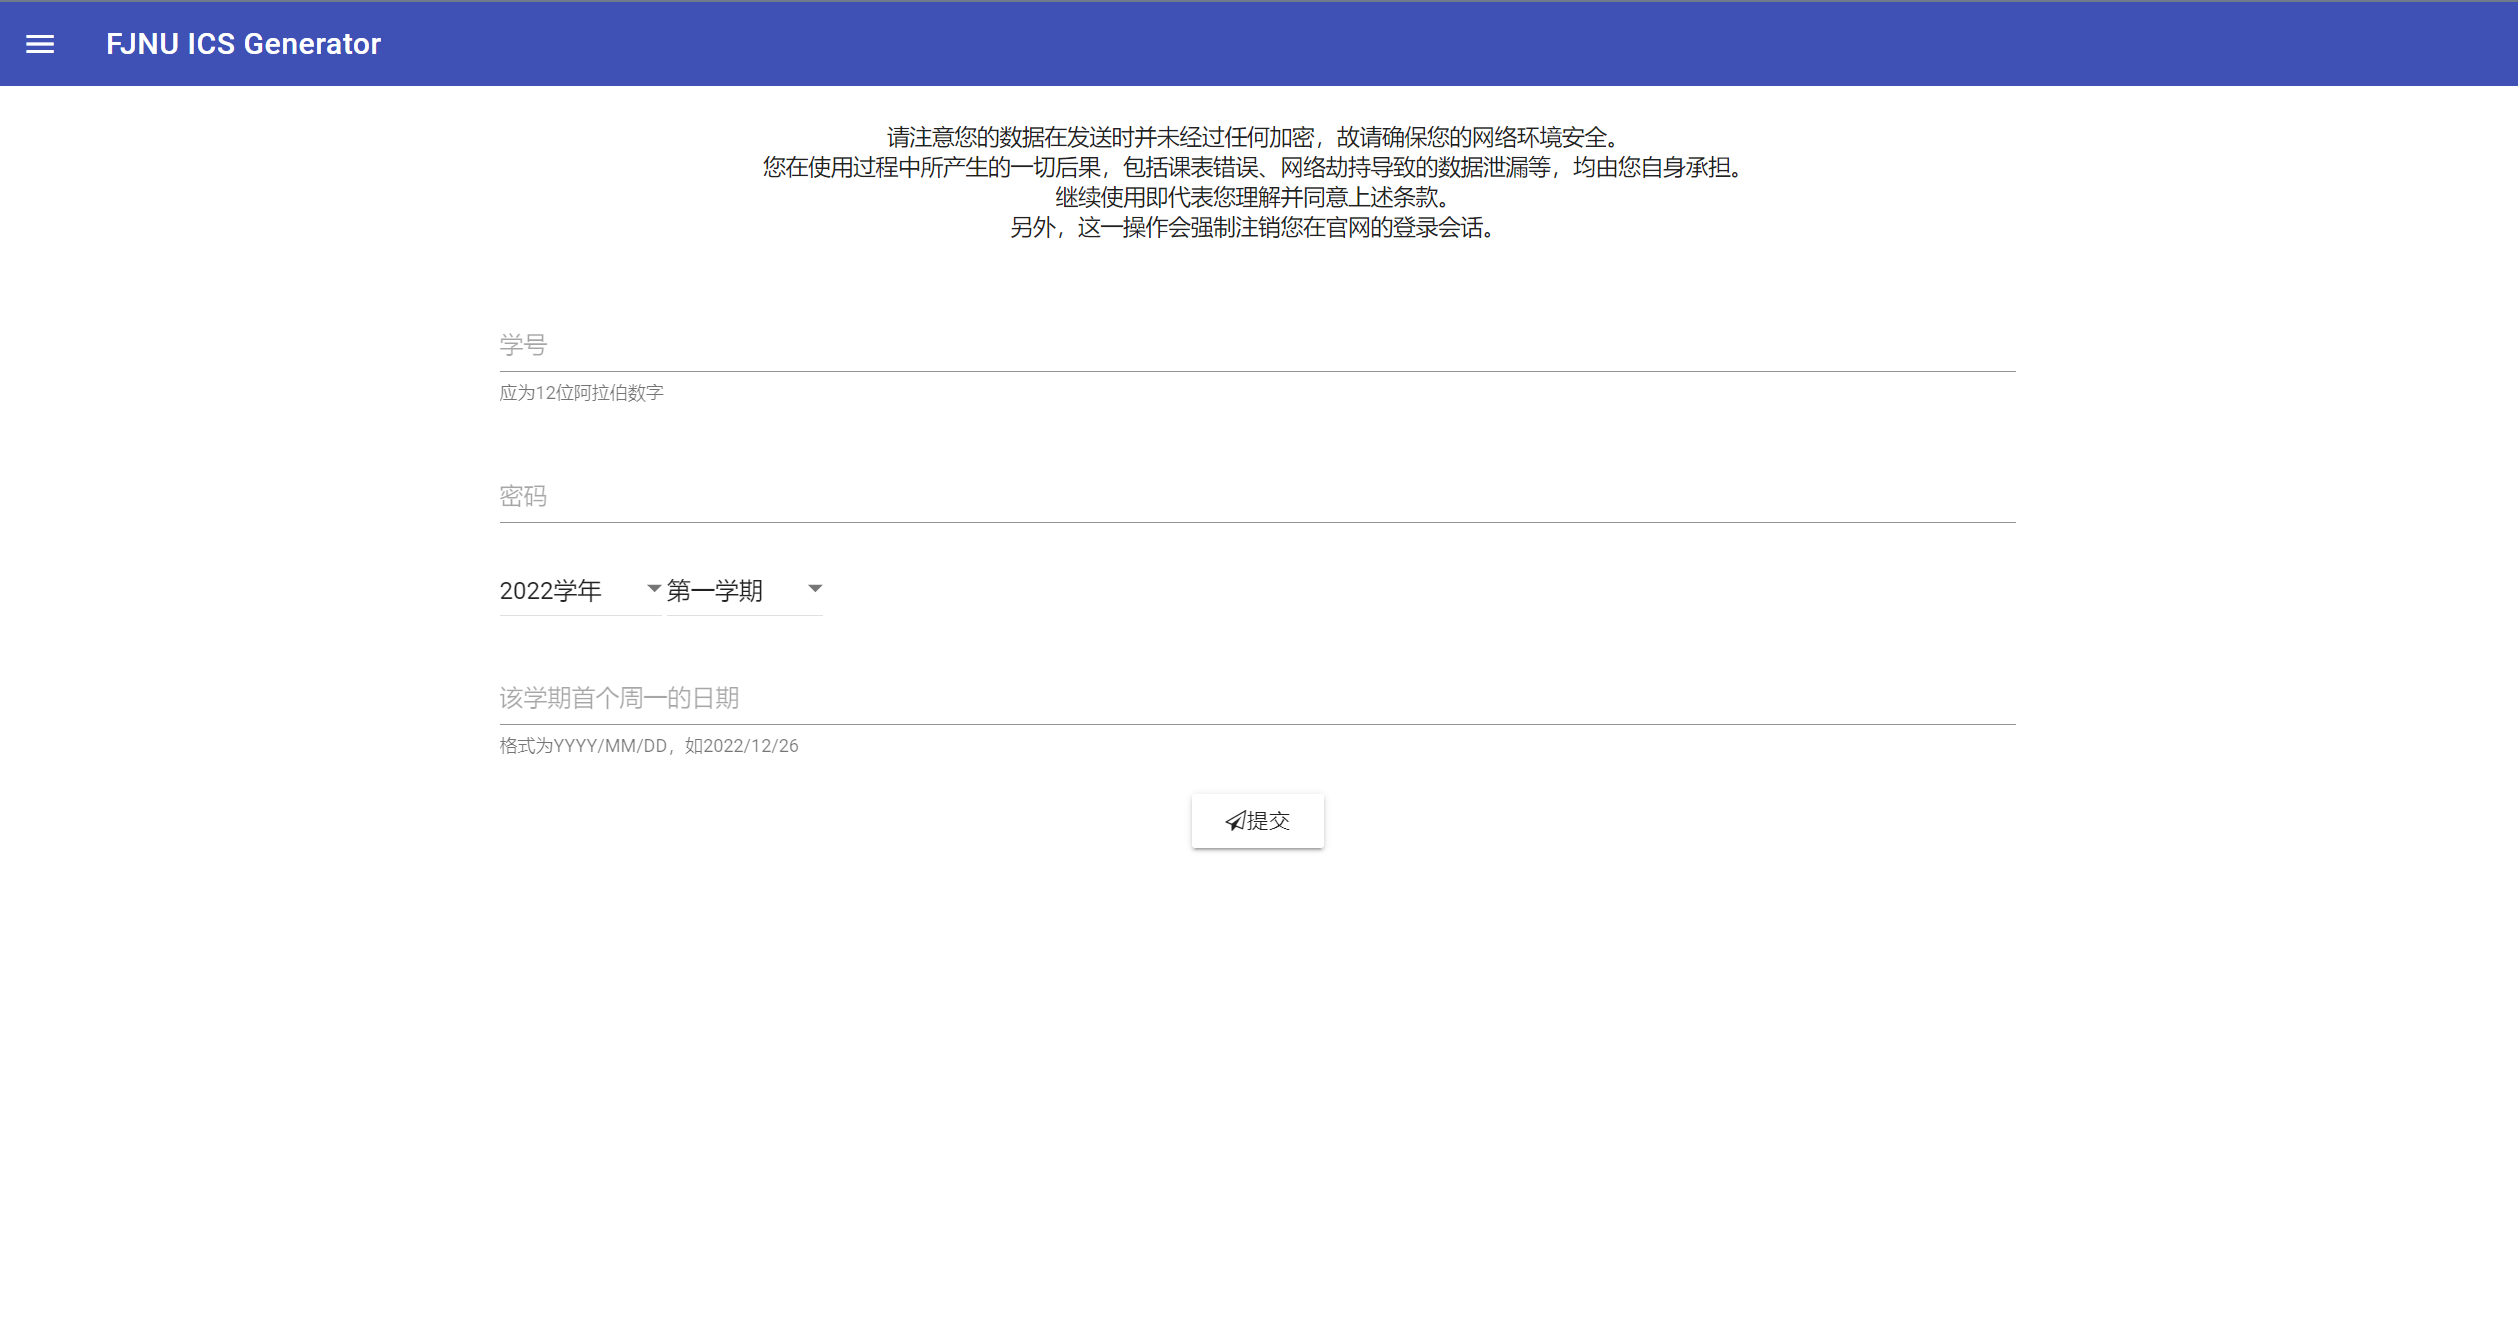 FJNU ICS Generator
请注意您的数据在发送时并未经过任何加密，故请确保您的网络环境安全。
您在使用过程中所产生的一切后果，包括课表错误、网络劫持导致的数据泄漏等，均由您自身承担。
继续使用即代表您理解并同意上述条款。
另外，这一操作会强制注销您在官网的登录会话。
学号
应为12位阿拉伯数字
密码
2022学年 第一学期
该学期首个周一的日期
格式为YYYY/MM/DD，如2022/12/26
提交